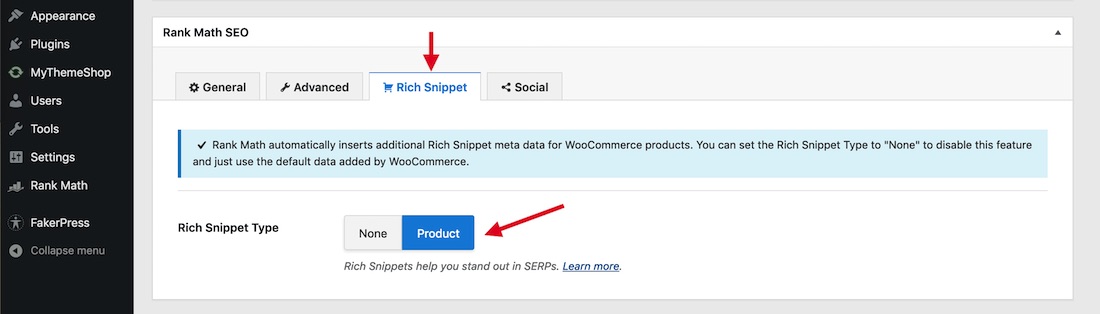 Appearance
Plugins
MyThemeShop
Users
Tools
Settings
Rank Math
FakerPress
Collapse menu
Rank Math SEO
General
Advanced
Rich Snippet
Social
Rank Math automatically inserts additional Rich Snippet meta data for WooCommerce products. You can set the Rich Snippet Type to "None" to disable this feature
and just use the default data added by WooCommerce.
Rich Snippet Type
None
Product
Rich Snippets help you stand out in SERPs. Learn more.